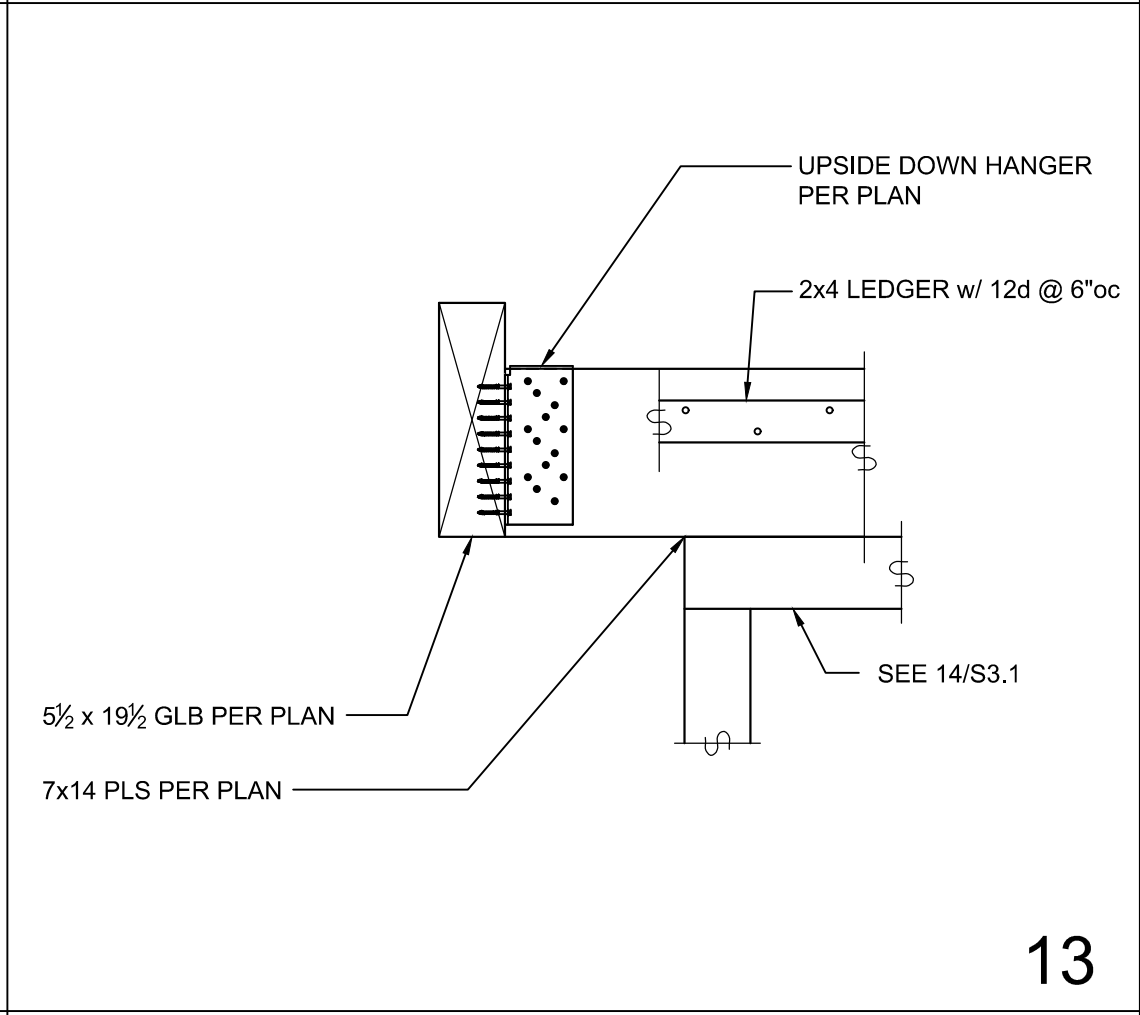 UPSIDE DOWN HANGER
PER PLAN
2x4 LEDGER w/ 12d @ 6"oc
SEE 14/S3.1
5½ x 19½ GLB PER PLAN
7x14 PLS PER PLAN
13